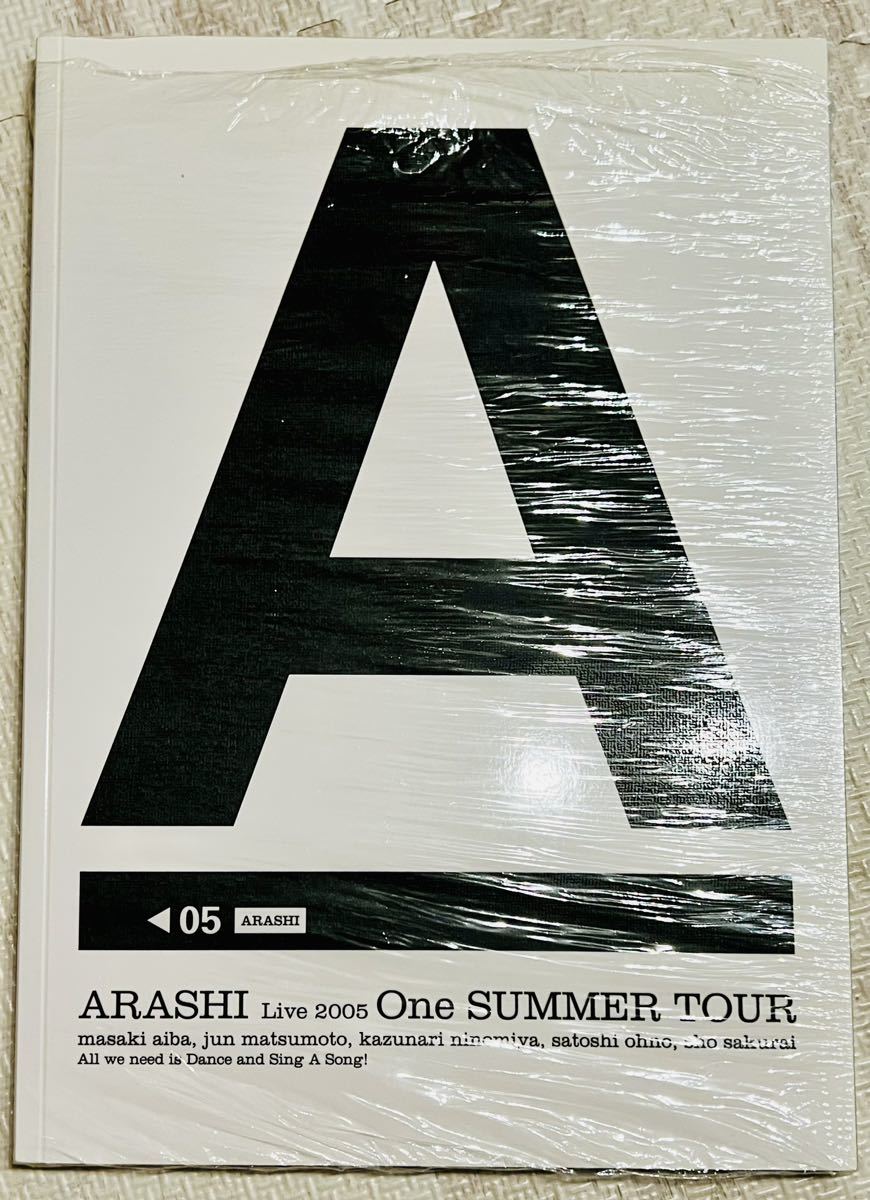 A
◀05 ARASHI
ARASHI Live 2005 One SUMMER TOUR
masaki aiba, jun matsumoto, kazunari ninomiya, satoshi ohno, sho sakurai
All we need is Dance and Sing A Song!